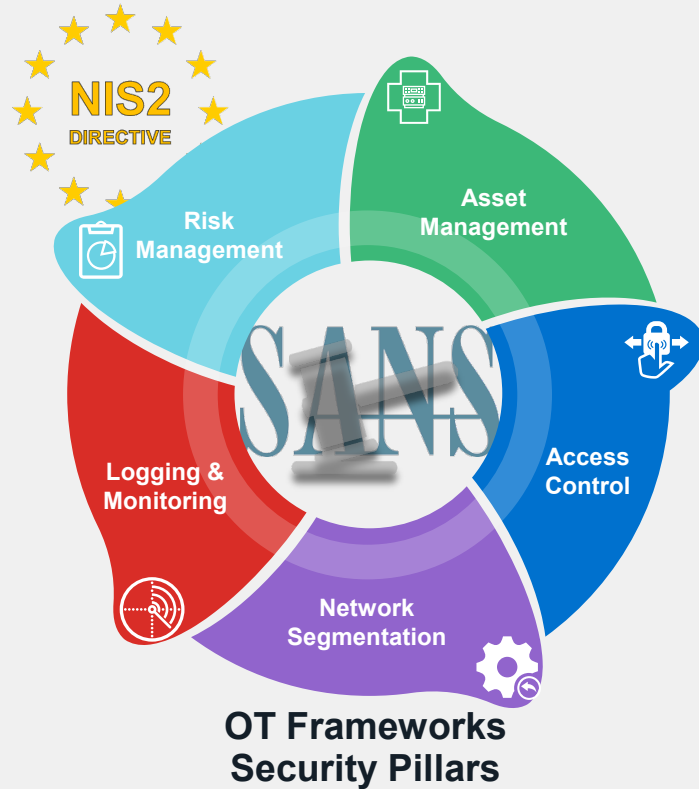 NIS2
DIRECTIVE
Risk
Management
Asset
Management
SANS
Access
Control
Logging &
Monitoring
Network
Segmentation
OT Frameworks
Security Pillars